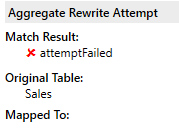 Aggregate Rewrite Attempt
Match Result:
attemptFailed
Original Table:
Sales
Mapped To: